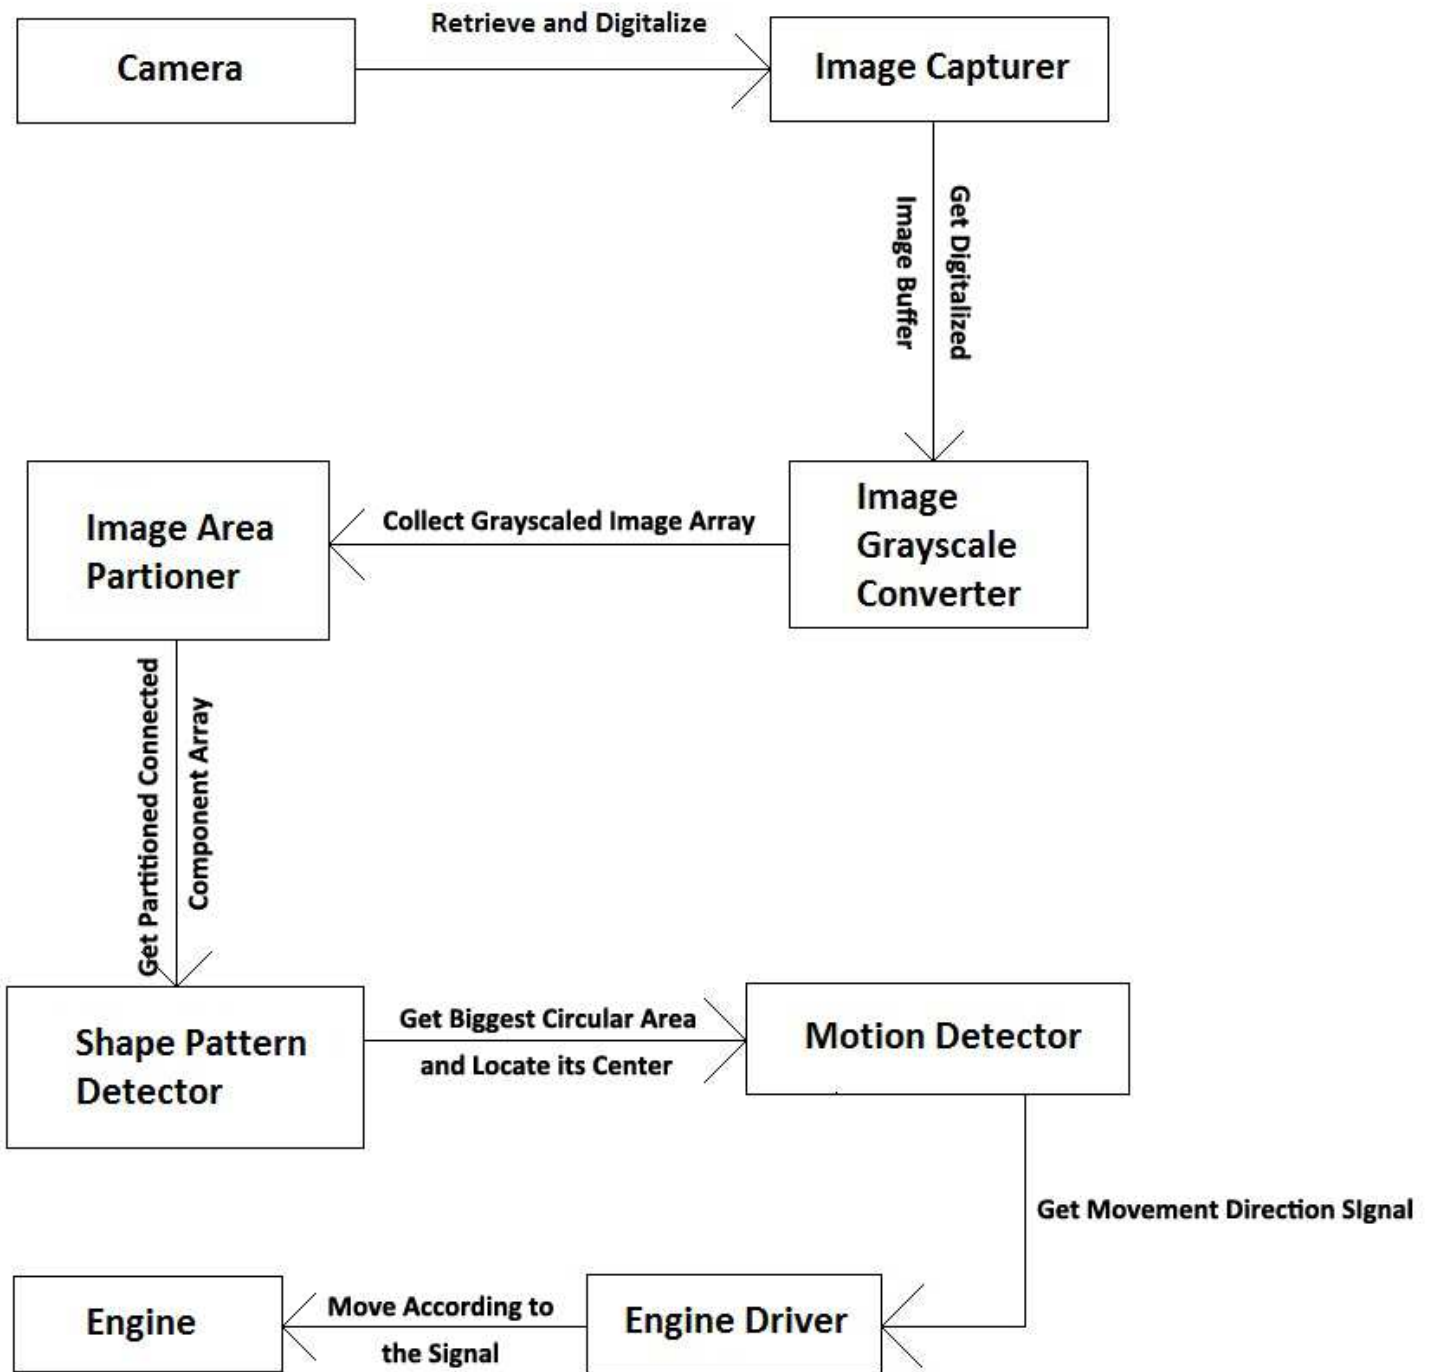 Retrieve and Digitalize
Camera
Image Capturer
Get Digitalized
Image Buffer
Image Area
Partioner
Collect Grayscaled Image Array
Image
Grayscale
Converter
Get Partitioned Connected
Component Array
Shape Pattern
Detector
Get Biggest Circular Area
and Locate its Center
Motion Detector
Get Movement Direction SIgnal
Engine
Move According to
the Signal
Engine Driver